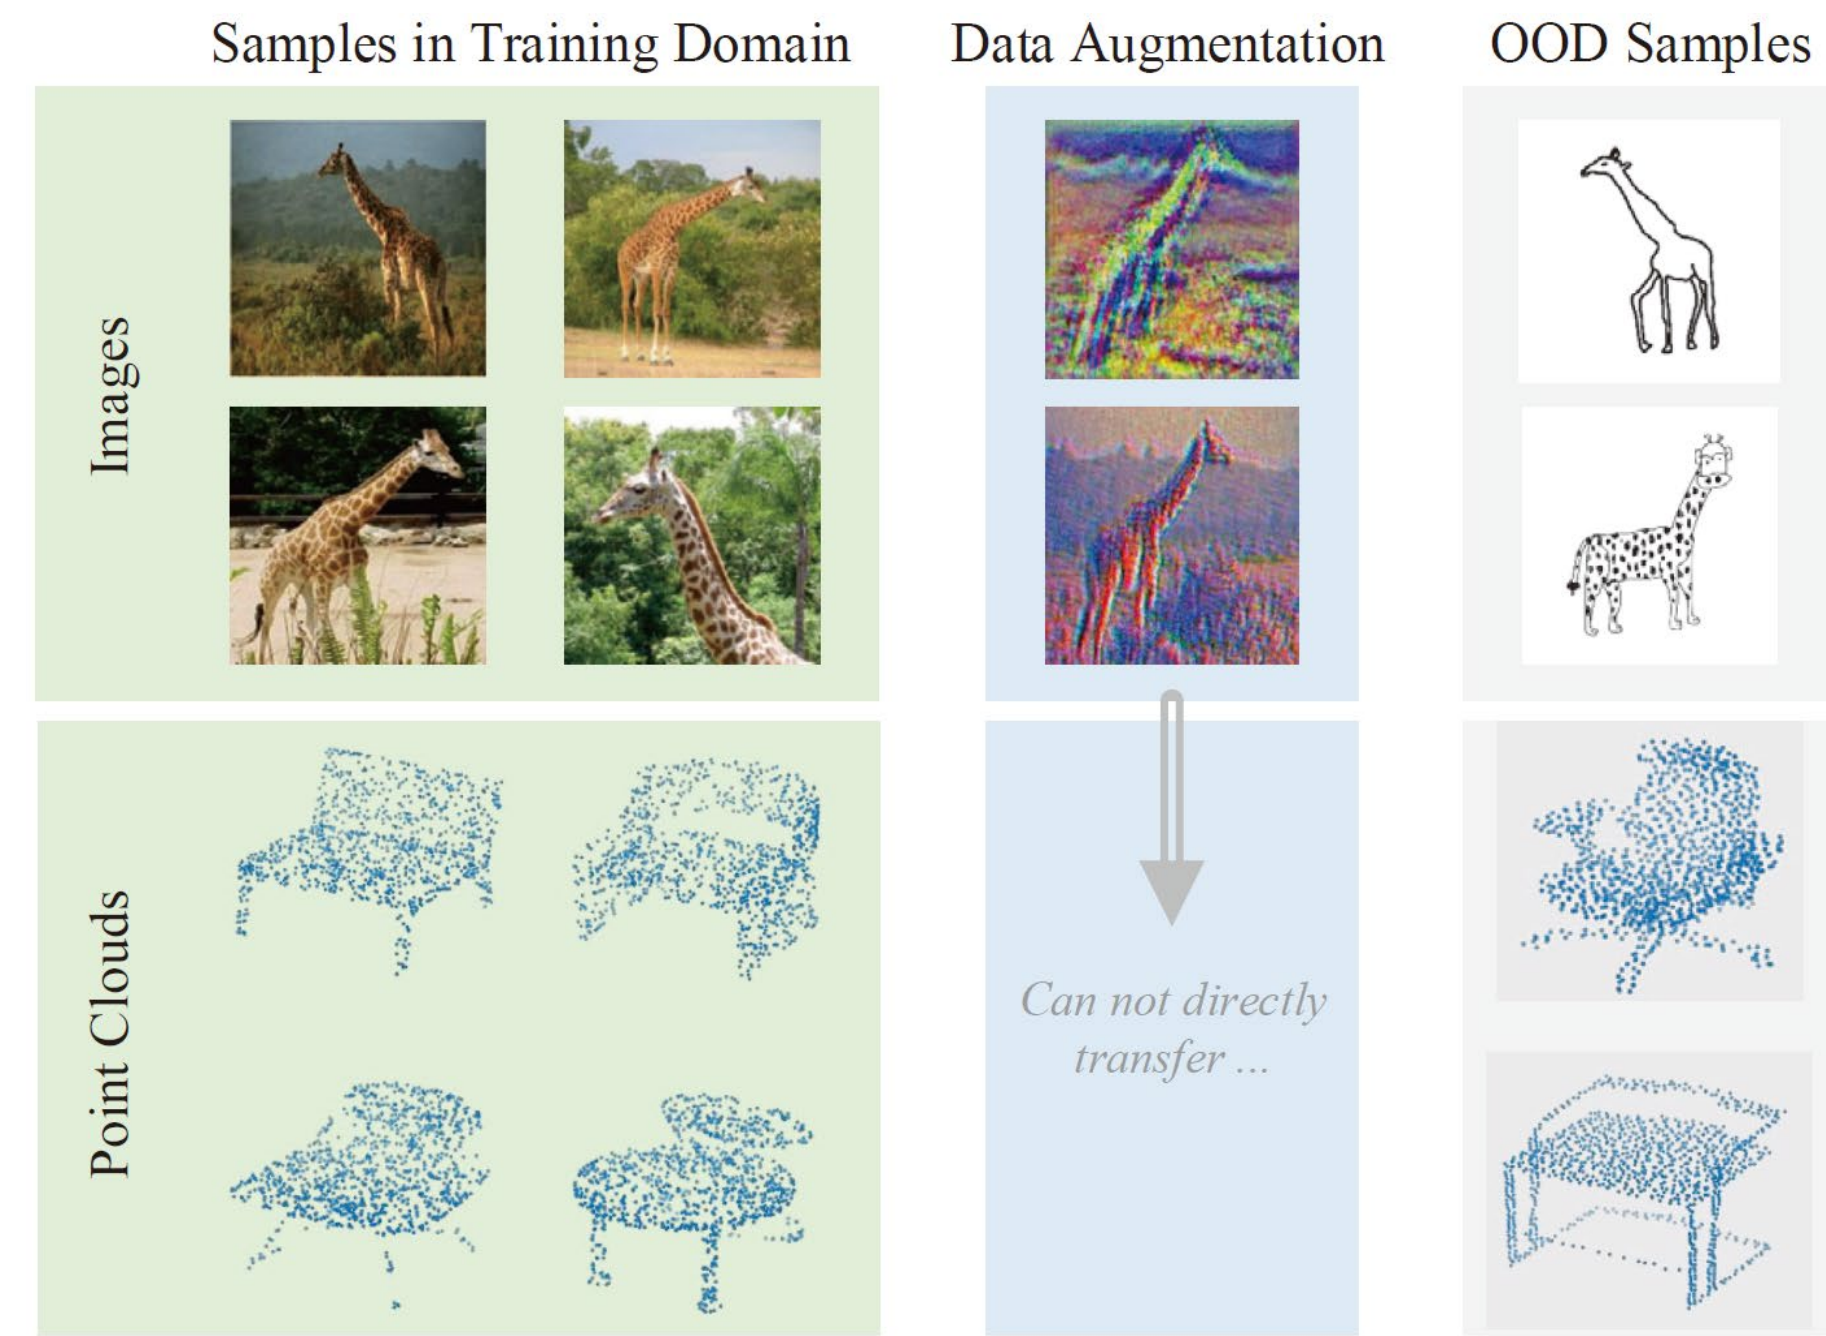 Samples in Training Domain
Data Augmentation
OOD Samples
Images
Point Clouds
Can not directly
transfer ...